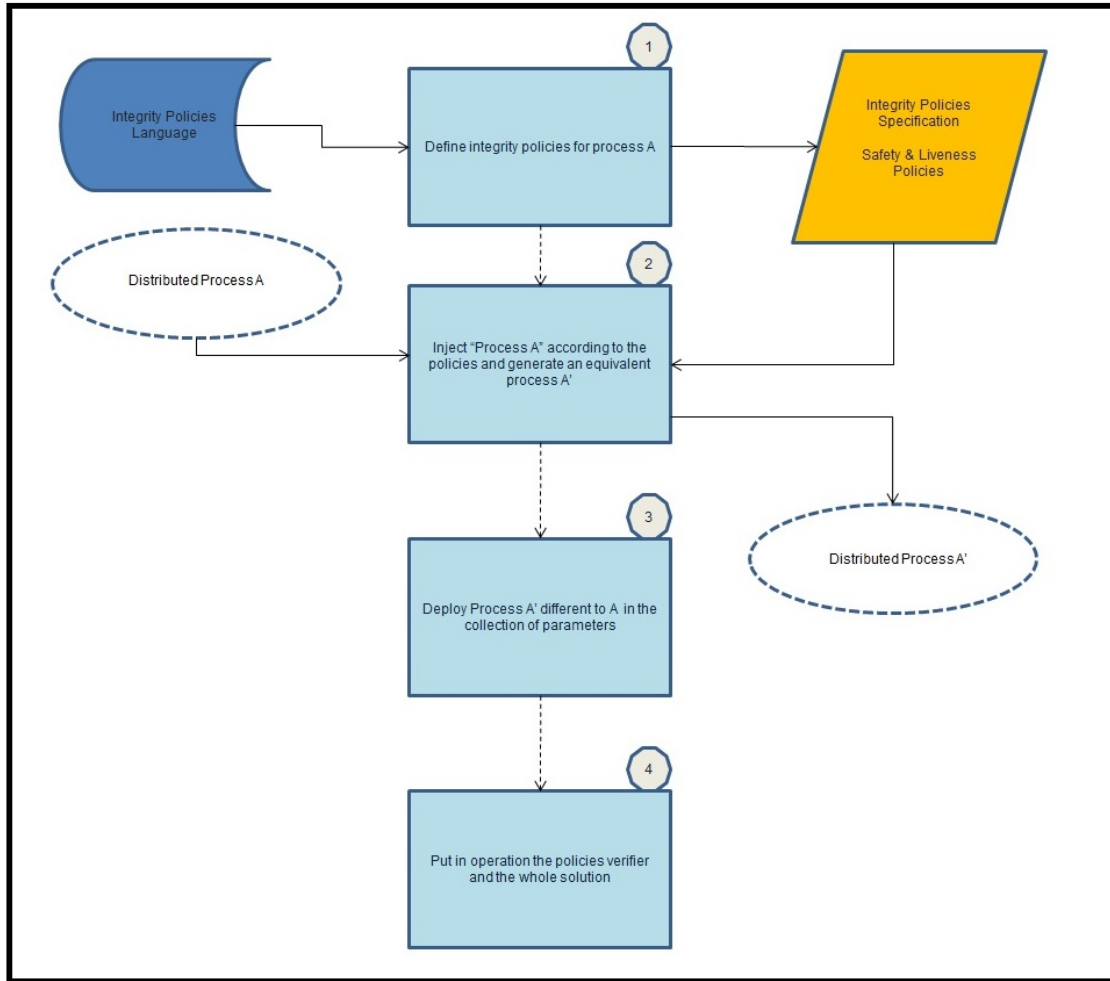 1
Integrity Policies
Language
Define integrity policies for process A
Integrity Policies
Specification
Safety & Liveness
Policies
2
Distributed Process A
Inject “Process A” according to the
policies and generate an equivalent
process A’
3
Deploy Process A’ different to A in the
collection of parameters
Distributed Process A’
4
Put in operation the policies verifier
and the whole solution